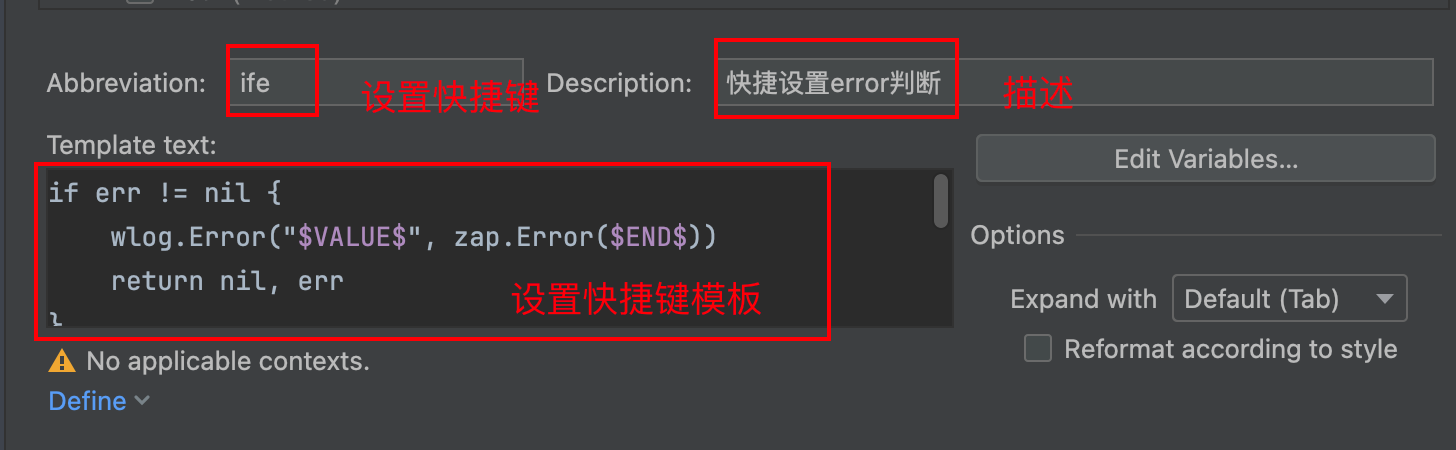 Abbreviation:
ife
设置快捷键
Description:
快捷设置error判断
描述
Template text:
Edit Variables...
if err != nil {
    wlog.Error("$VALUE$", zap.Error($END$))
    return nil, err
}
设置快捷键模板
Options
Expand with
Default (Tab)
Reformat according to style
No applicable contexts.
Define